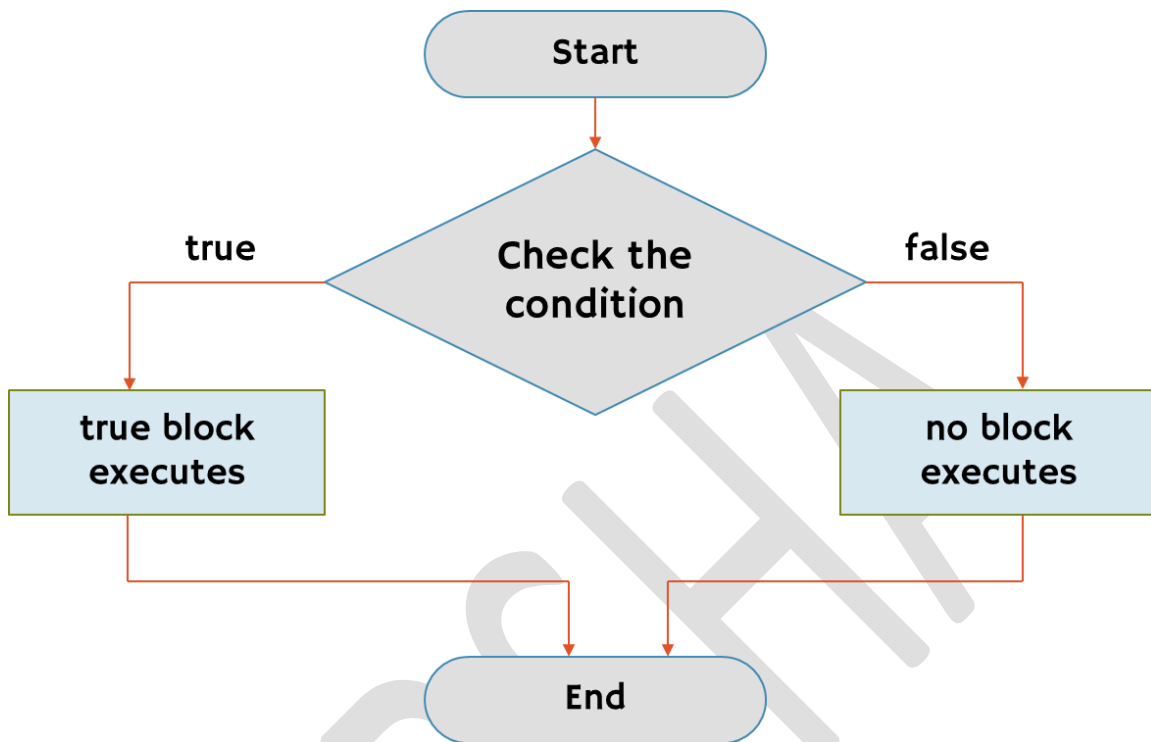 Start
true
false
Check the
condition
true block
executes
no block
executes
End